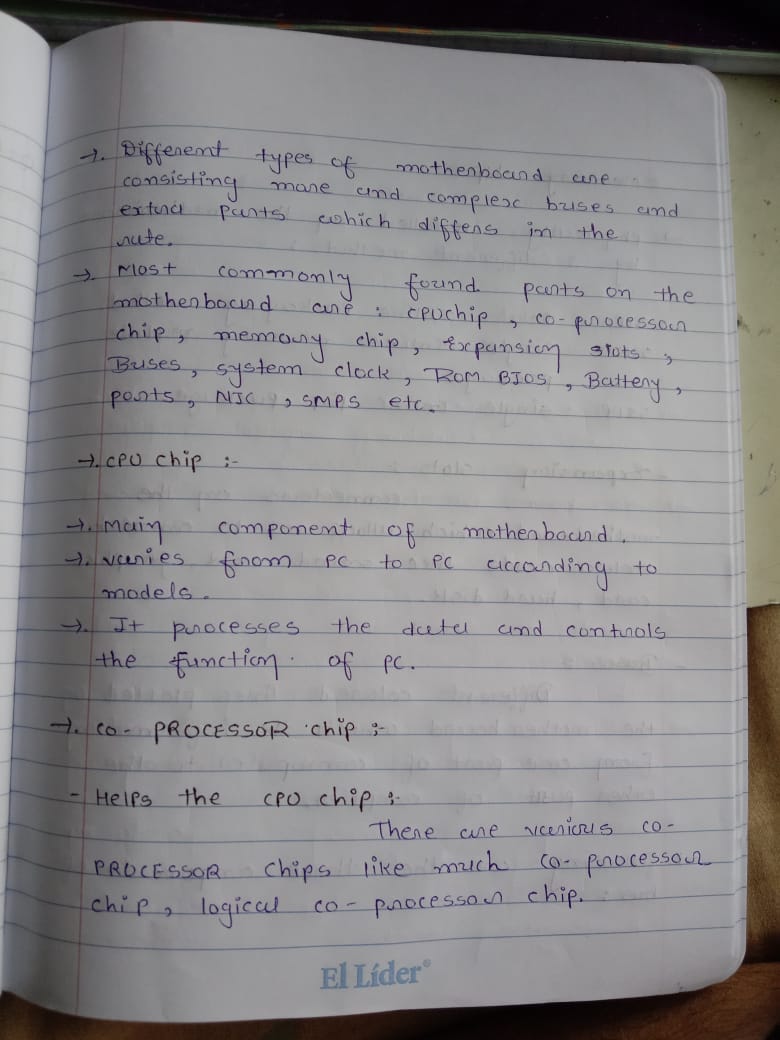 →. Different types of motherboard are
consisting more and complex buses and
extra parts which differs in the
rate.
→ Most commonly found parts on the
motherboard are : cpuchip, co-processor
chip, memory chip, Expansion slots,
Buses, system clock, ROM BIOS, Battery,
ports, NIC, SMPS etc.
→. CPU chip :-
→. Main component of motherboard.
→. varies from PC to PC according to
models.
→. It processes the data and controls
the function of PC.
→. CO-PROCESSOR chip :-
- Helps the CPU chip :-
There are various co-
PROCESSOR chips like much co-processor
chip, logical co-processor chip.
El Líder®